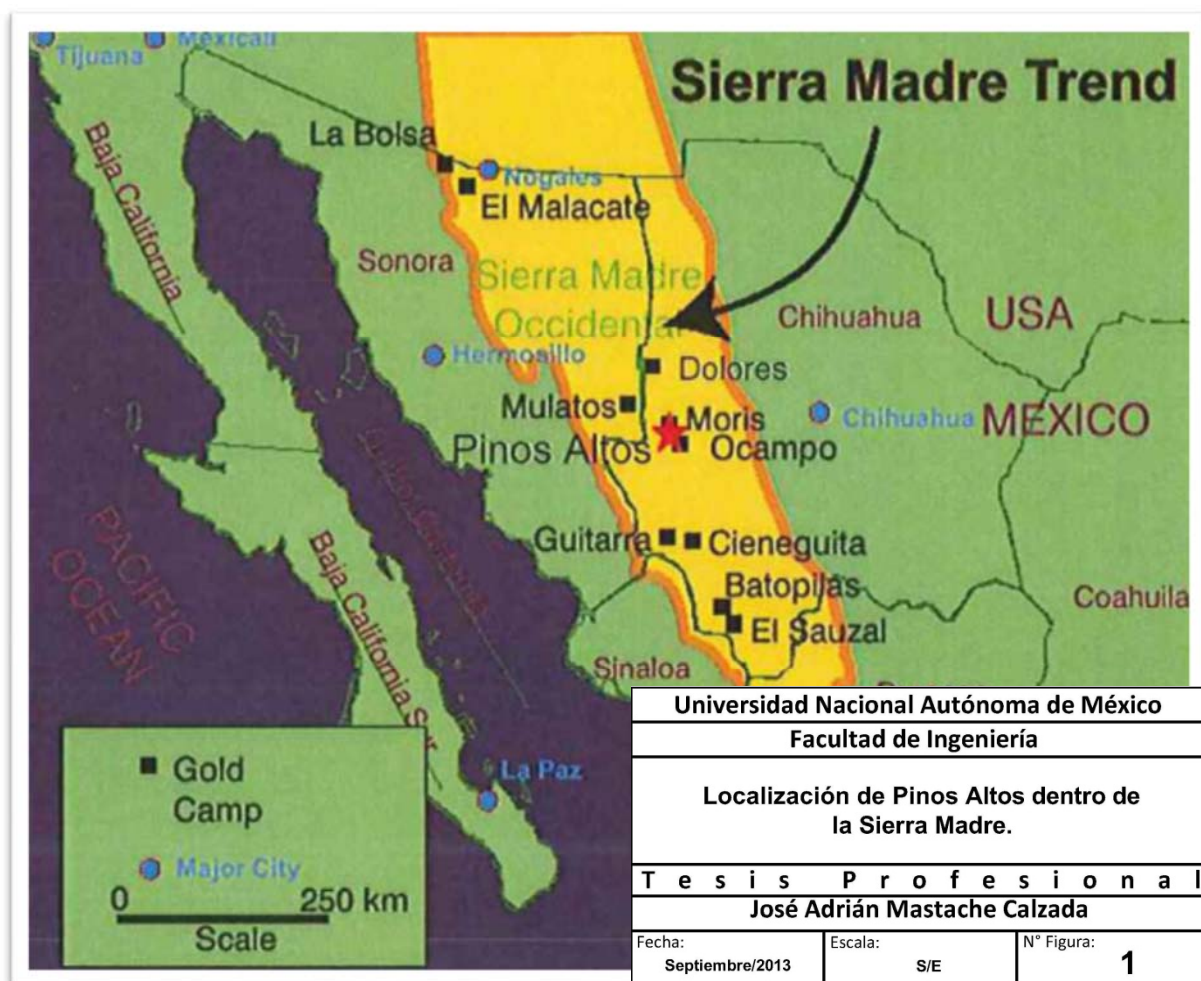 Tijuana
Mexicali
Sierra Madre Trend
La Bolsa
Nogales
El Malacate
Baja California
Sonora
Sierra Madre
Occidental
Chihuahua
USA
Hermosillo
Dolores
Mulatos
Moris
Chihuahua
MEXICO
Pinos Altos
Ocampo
Guitarra
Cieneguita
PACIFIC
OCEAN
Baja California Sur
Batopilas
El Sauzal
Coahuila
Sinaloa
La Paz
Gold
Camp
Major City
0 250 km
Scale
Universidad Nacional Autónoma de México
Facultad de Ingeniería
Localización de Pinos Altos dentro de
la Sierra Madre.
Tesis Profesional
José Adrián Mastache Calzada
Fecha: Escala: N° Figura:
Septiembre/2013 S/E 1